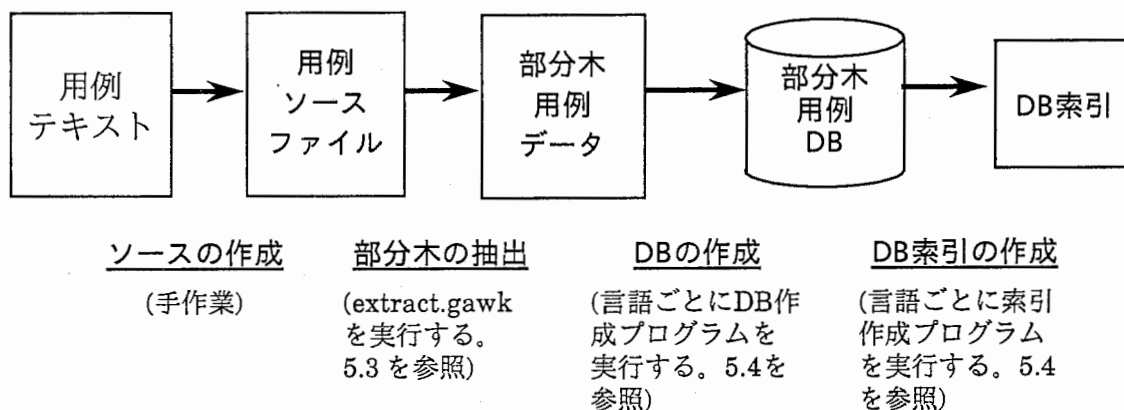 用例
テキスト
用例
ソース
ファイル
部分木
用例
データ
部分木
用例
DB
DB索引
ソースの作成
(手作業)
部分木の抽出
(extract.gawk
を実行する。
5.3 を参照)
DBの作成
(言語ごとにDB作
成プログラムを
実行する。5.4を
参照)
DB索引の作成
(言語ごとに索引
作成プログラム
を実行する。5.4
を参照)